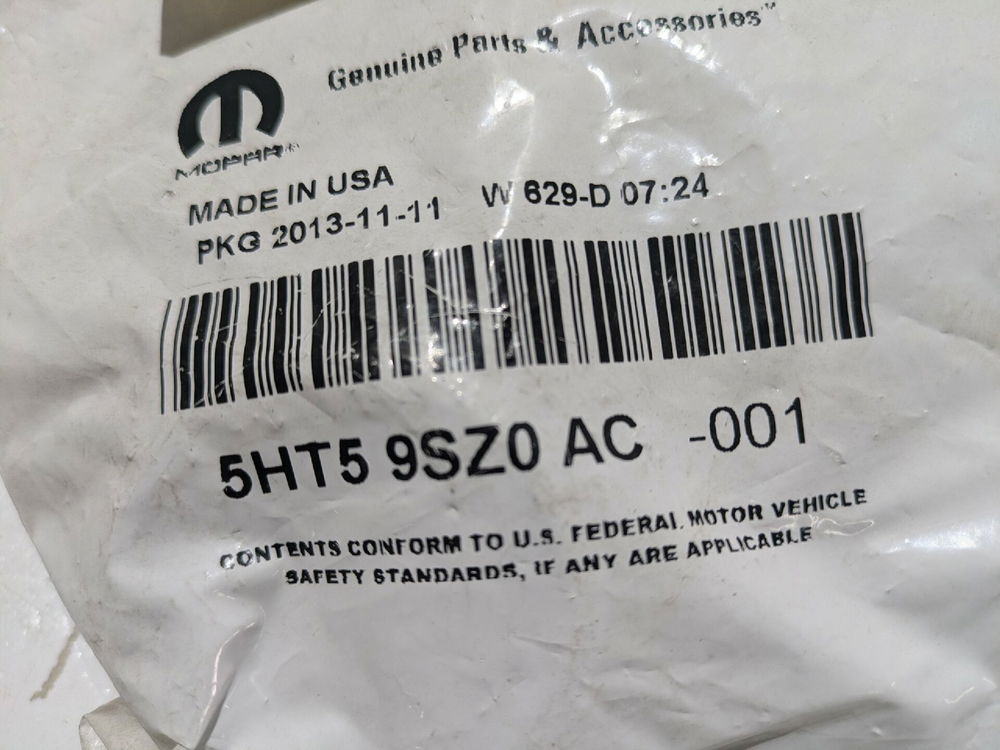 Genuine Parts & Accessories™
MOPAR®
MADE IN USA
PKG 2013-11-11 W 629-D 07:24
5HT5 9SZ0 AC -001
CONTENTS CONFORM TO U.S. FEDERAL MOTOR VEHICLE
SAFETY STANDARDS, IF ANY ARE APPLICABLE